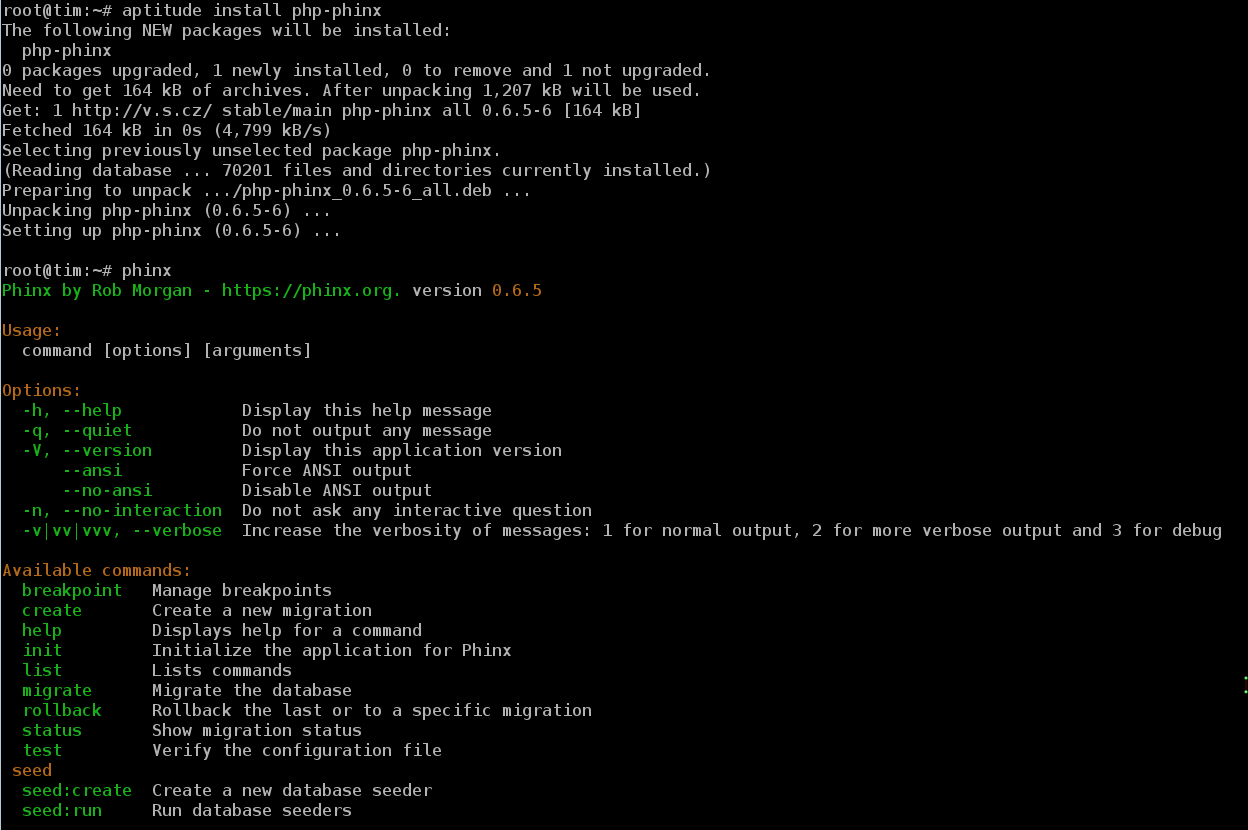 root@tim:~# aptitude install php-phinx
The following NEW packages will be installed:
  php-phinx
0 packages upgraded, 1 newly installed, 0 to remove and 1 not upgraded.
Need to get 164 kB of archives. After unpacking 1,207 kB will be used.
Get: 1 http://v.s.cz/ stable/main php-phinx all 0.6.5-6 [164 kB]
Fetched 164 kB in 0s (4,799 kB/s)
Selecting previously unselected package php-phinx.
(Reading database ... 70201 files and directories currently installed.)
Preparing to unpack .../php-phinx_0.6.5-6_all.deb ...
Unpacking php-phinx (0.6.5-6) ...
Setting up php-phinx (0.6.5-6) ...

root@tim:~# phinx
Phinx by Rob Morgan - https://phinx.org. version 0.6.5

Usage:
  command [options] [arguments]

Options:
  -h, --help            Display this help message
  -q, --quiet           Do not output any message
  -V, --version         Display this application version
      --ansi            Force ANSI output
      --no-ansi         Disable ANSI output
  -n, --no-interaction  Do not ask any interactive question
  -v|vv|vvv, --verbose  Increase the verbosity of messages: 1 for normal output, 2 for more verbose output and 3 for debug

Available commands:
  breakpoint   Manage breakpoints
  create       Create a new migration
  help         Displays help for a command
  init         Initialize the application for Phinx
  list         Lists commands
  migrate      Migrate the database
  rollback     Rollback the last or to a specific migration
  status       Show migration status
  test         Verify the configuration file
 seed
  seed:create  Create a new database seeder
  seed:run     Run database seeders